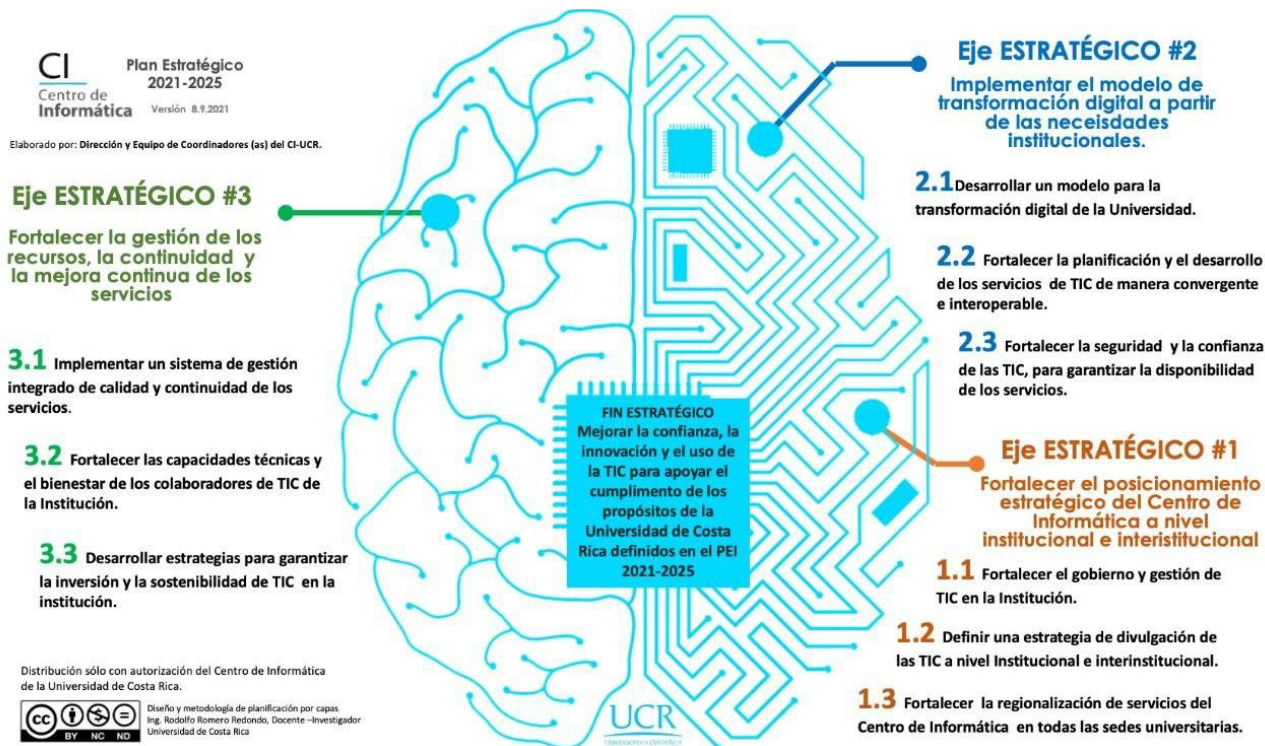 CI
Centro de
Informática
Plan Estratégico
2021-2025
Versión 8.9.2021
Elaborado por: Dirección y Equipo de Coordinadores (as) del CI-UCR.
Eje ESTRATÉGICO #3
Fortalecer la gestión de los
recursos, la continuidad y
la mejora continua de los
servicios
3.1 Implementar un sistema de gestión
integrado de calidad y continuidad de los
servicios.
3.2 Fortalecer las capacidades técnicas y
el bienestar de los colaboradores de TIC de
la Institución.
3.3 Desarrollar estrategias para garantizar
la inversión y la sostenibilidad de TIC en la
institución.
Distribución sólo con autorización del Centro de Informática
de la Universidad de Costa Rica.
cc
BY NC ND
Diseño y metodología de planificación por capas
Ing. Rodolfo Romero Redondo, Docente –Investigador
Universidad de Costa Rica
FIN ESTRATÉGICO
Mejorar la confianza, la
innovación y el uso de
la TIC para apoyar el
cumplimento de los
propósitos de la
Universidad de Costa
Rica definidos en el PEI
2021-2025
UCR
UNIVERSIDAD DE COSTA RICA
Eje ESTRATÉGICO #2
Implementar el modelo de
transformación digital a partir
de las neceisdades
institucionales.
2.1 Desarrollar un modelo para la
transformación digital de la Universidad.
2.2 Fortalecer la planificación y el desarrollo
de los servicios de TIC de manera convergente
e interoperable.
2.3 Fortalecer la seguridad y la confianza
de las TIC, para garantizar la disponibilidad
de los servicios.
Eje ESTRATÉGICO #1
Fortalecer el posicionamiento
estratégico del Centro de
Informática a nivel
institucional e interistitucional
1.1 Fortalecer el gobierno y gestión de
TIC en la Institución.
1.2 Definir una estrategia de divulgación de
las TIC a nivel Institucional e interinstitucional.
1.3 Fortalecer la regionalización de servicios del
Centro de Informática en todas las sedes universitarias.